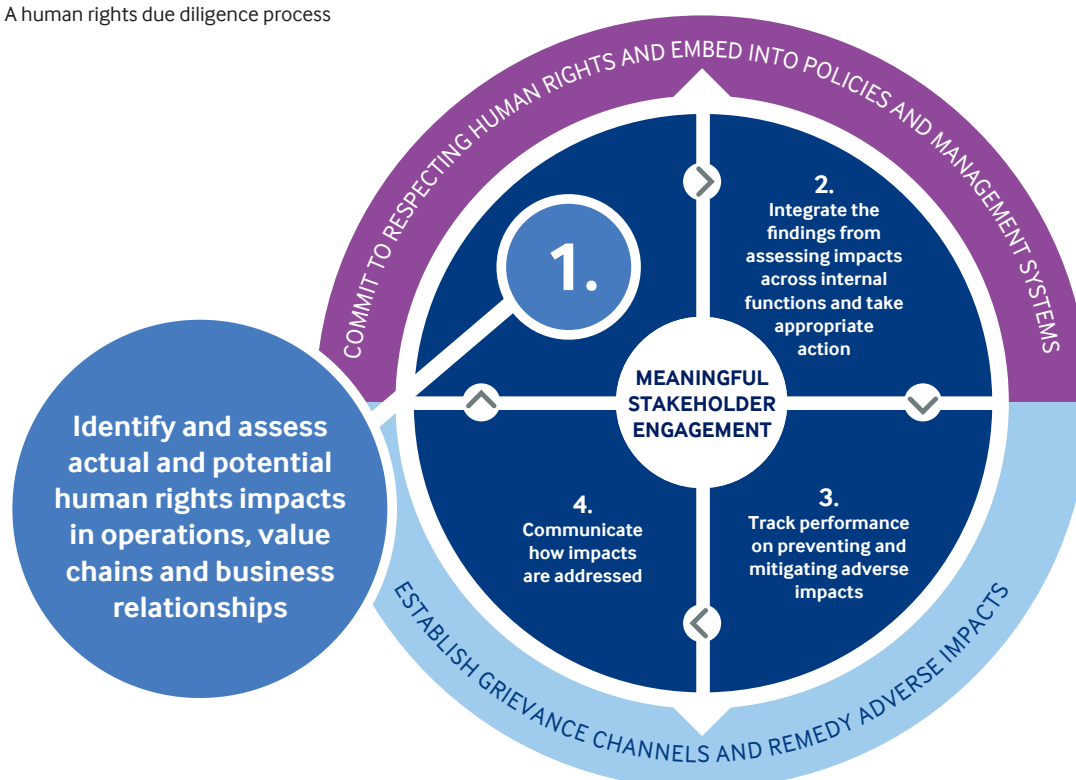 A human rights due diligence process
COMMIT TO RESPECTING HUMAN RIGHTS AND EMBED INTO POLICIES AND MANAGEMENT SYSTEMS
1.
Identify and assess
actual and potential
human rights impacts
in operations, value
chains and business
relationships
2.
Integrate the
findings from
assessing impacts
across internal
functions and take
appropriate
action
MEANINGFUL
STAKEHOLDER
ENGAGEMENT
3.
Track performance
on preventing and
mitigating adverse
impacts
4.
Communicate
how impacts
are addressed
ESTABLISH GRIEVANCE CHANNELS AND REMEDY ADVERSE IMPACTS